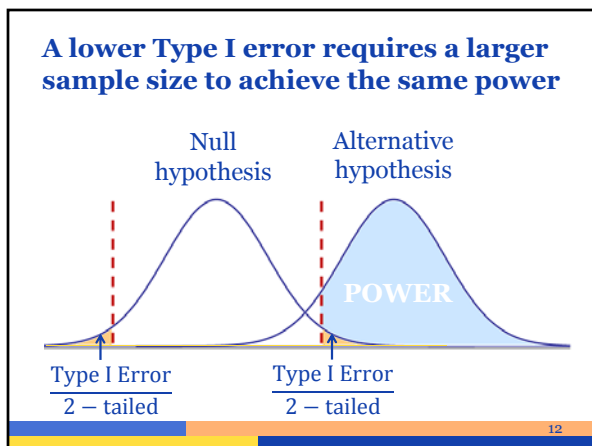 A lower Type I error requires a larger
sample size to achieve the same power
Null
hypothesis
Alternative
hypothesis
POWER
Type I Error
2 − tailed
Type I Error
2 − tailed
12